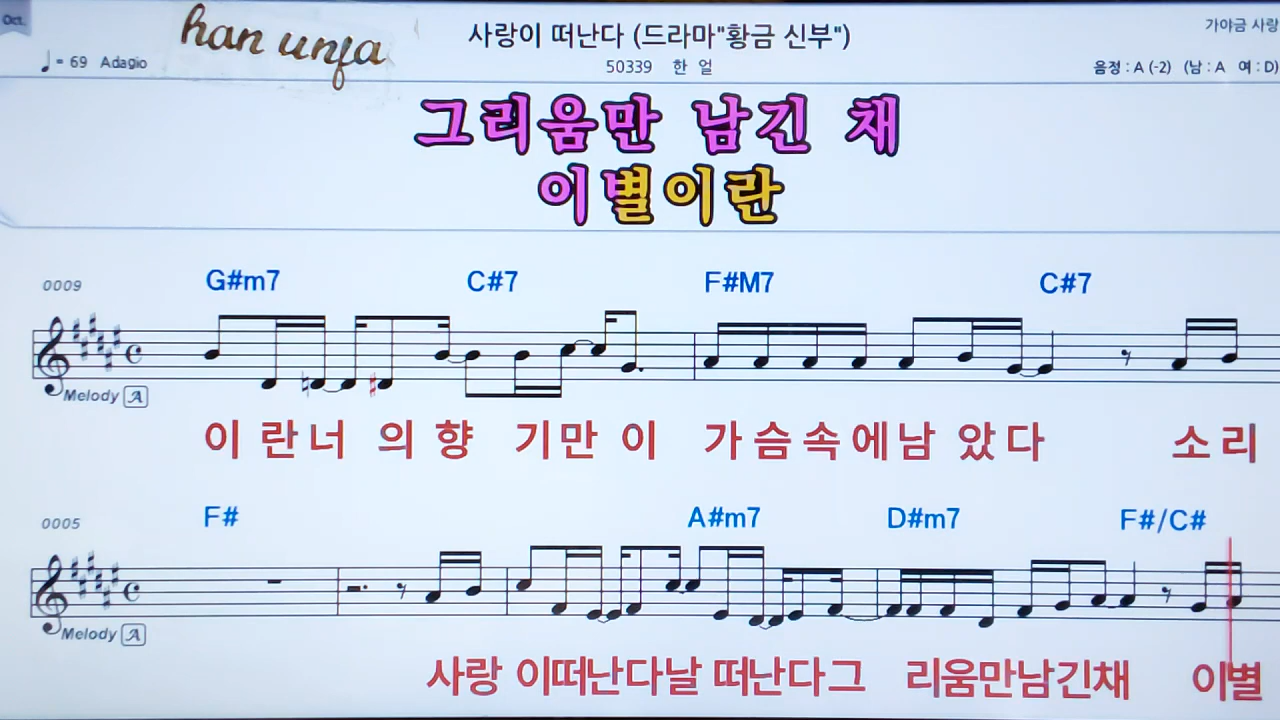 Oct.
han unfa
사랑이 떠난다 (드라마"황금 신부")
가야금 사랑
♩= 69 Adagio
50339 한 얼
음정 : A (-2) (남 : A 여 : D)
그리움만 남긴 채
이별이란
0009
G#m7 C#7 F#M7 C#7
Melody A
이 란 너 의 향 기 만 이 가 슴 속 에 남 았 다 소 리
0005
F# A#m7 D#m7 F#/C#
Melody A
사랑 이떠난다날 떠난다그 리움만남긴채 이별